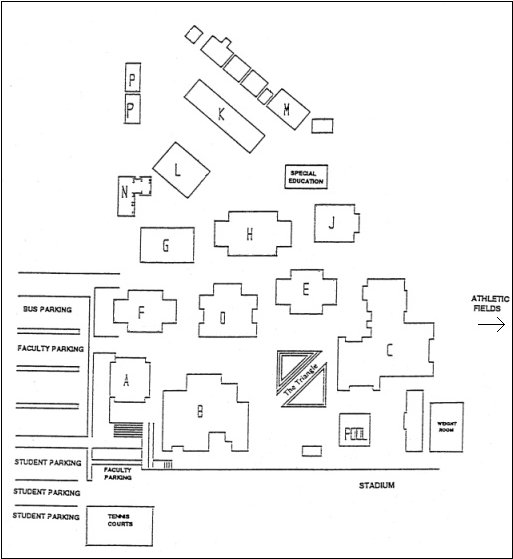 P
P
K
M
L
SPECIAL
EDUCATION
N
J
H
G
E
ATHLETIC
FIELDS
BUS PARKING
F
D
FACULTY PARKING
C
The Triangle
A
B
POOL
WEIGHT
ROOM
STUDENT PARKING
FACULTY
PARKING
STADIUM
STUDENT PARKING
STUDENT PARKING
TENNIS
COURTS